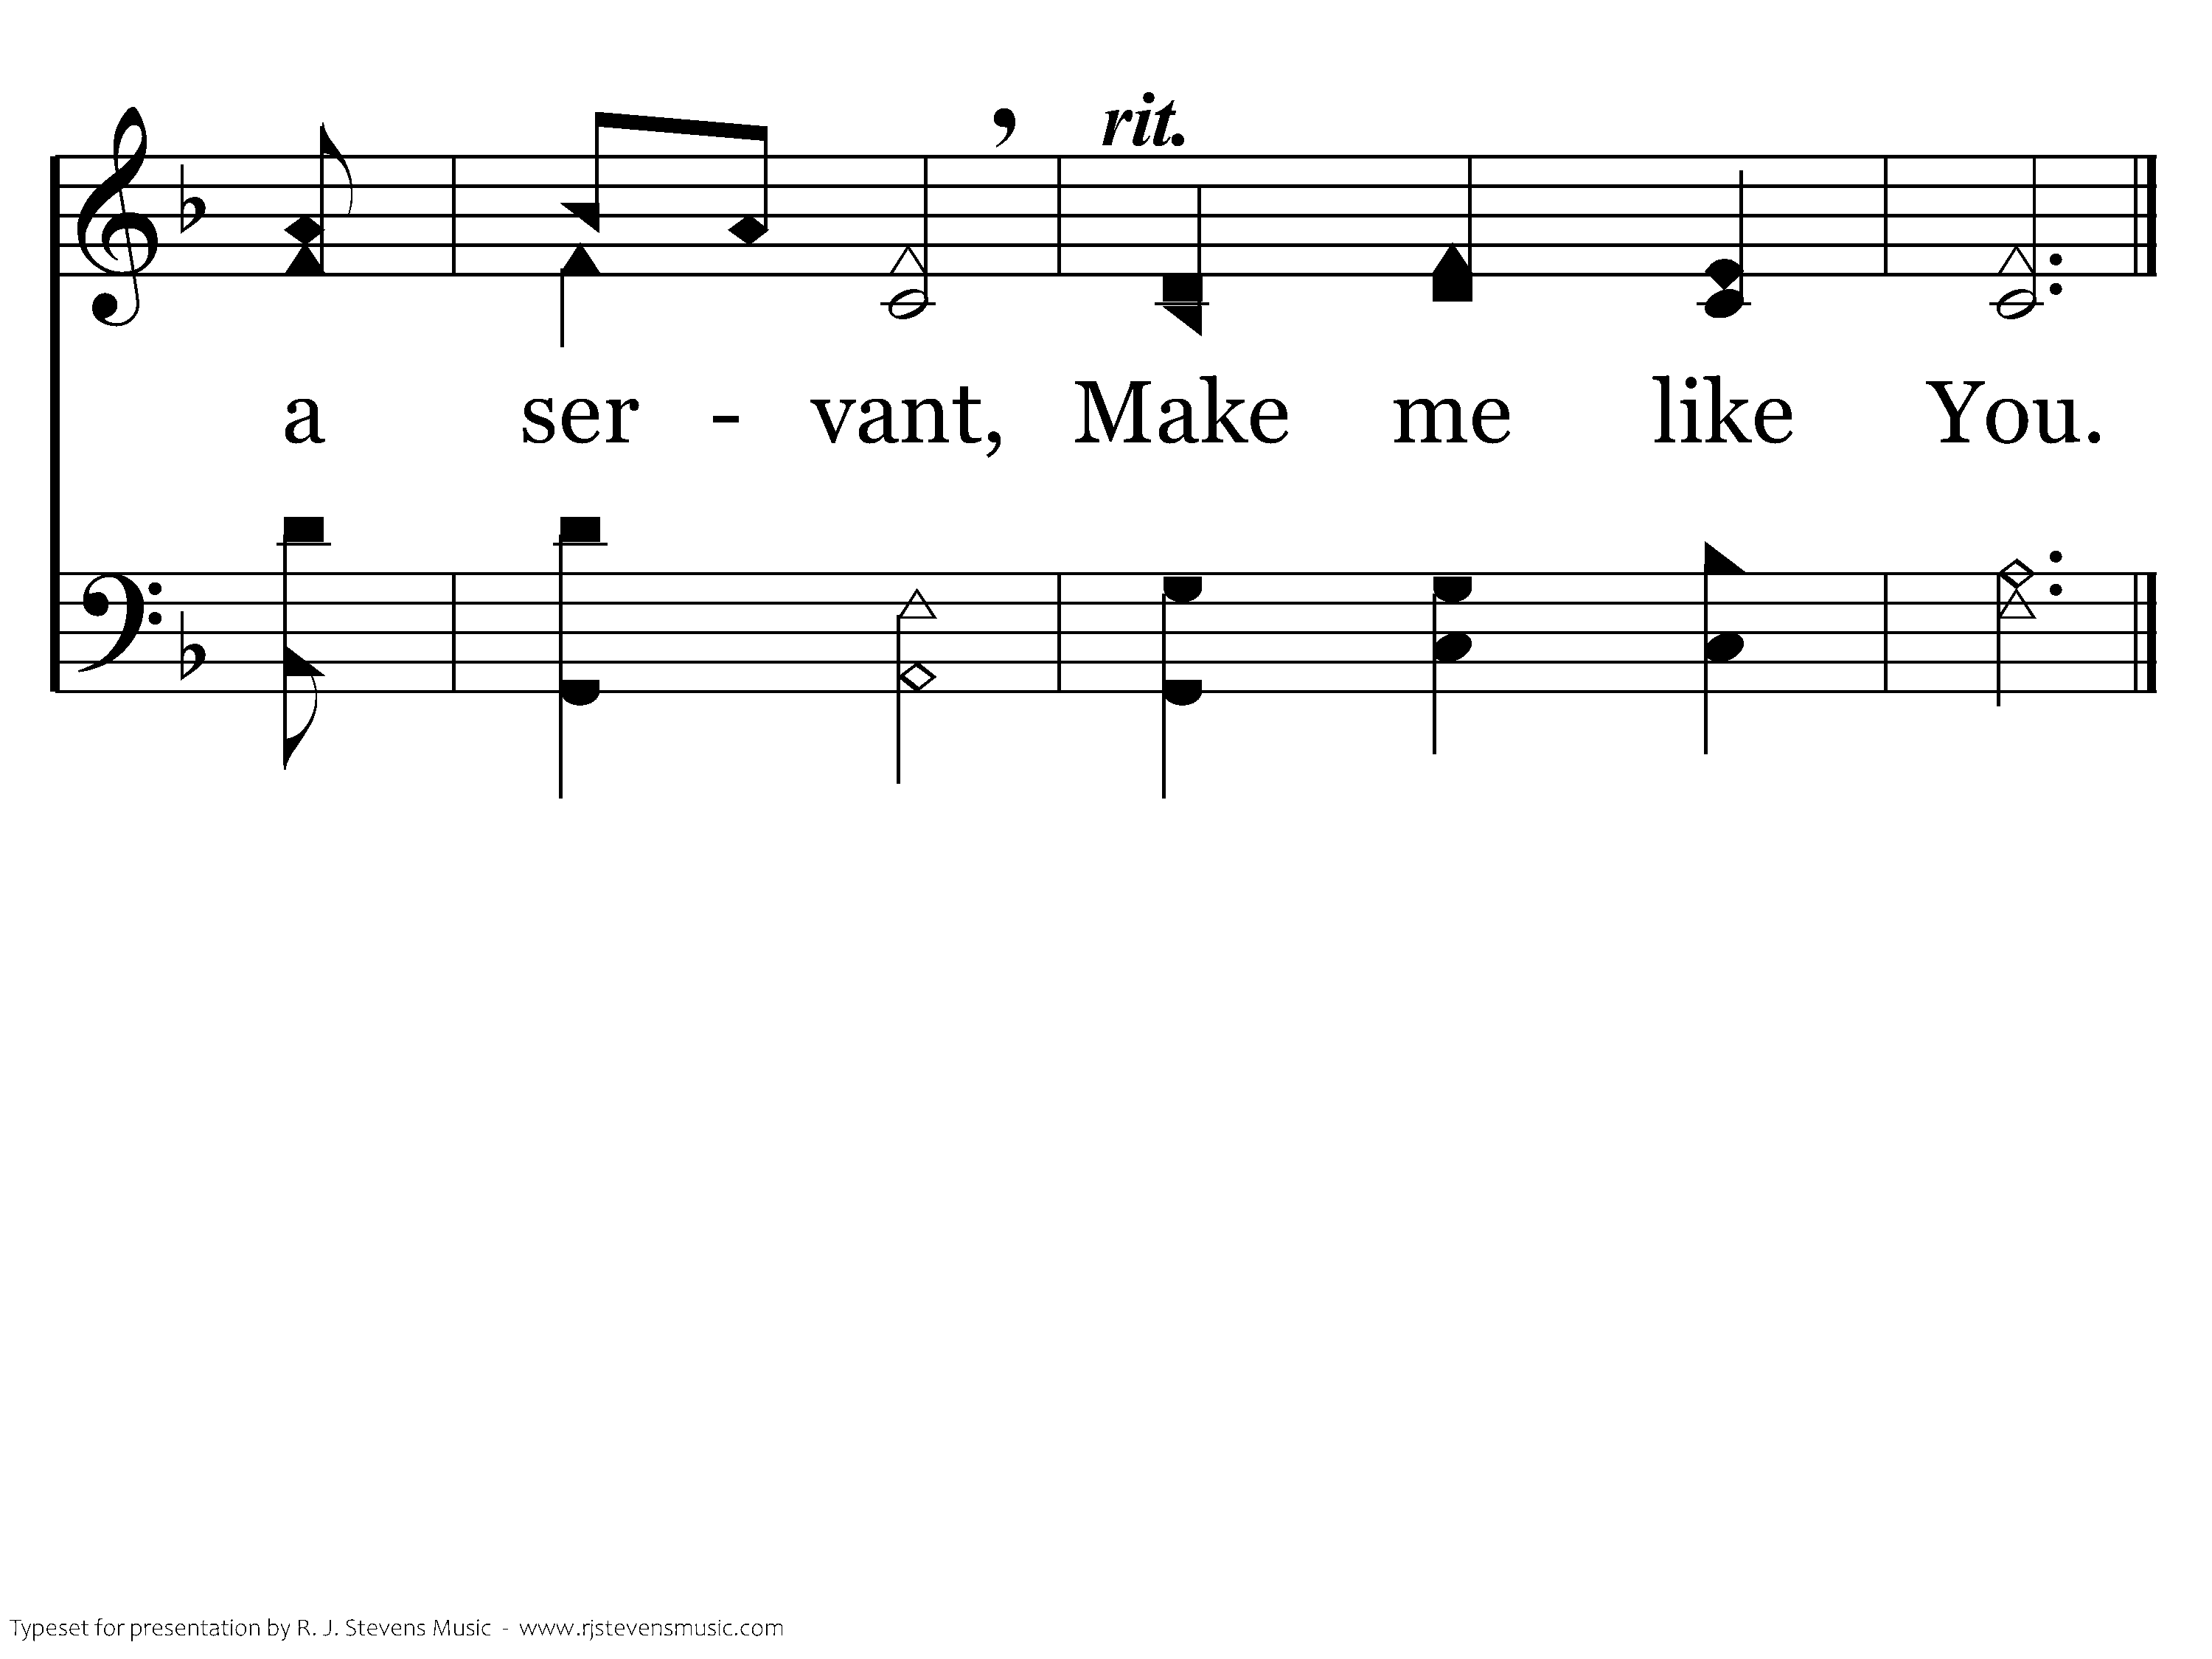 rit.
a ser - vant, Make me like You.
Typeset for presentation by R. J. Stevens Music - www.rjstevensmusic.com